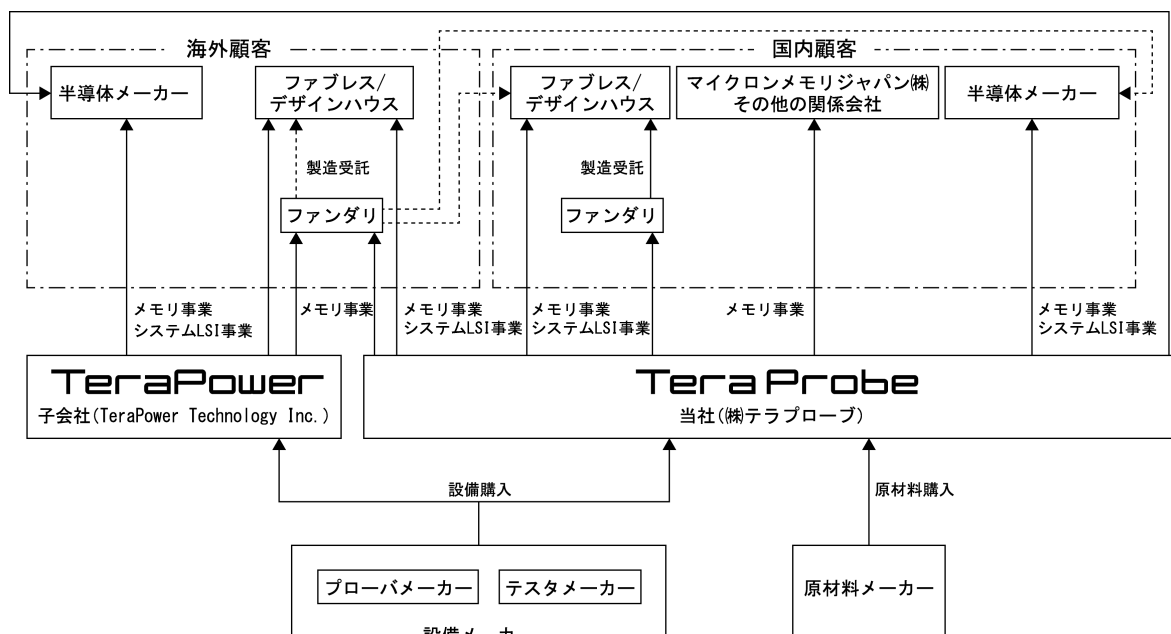 海外顧客
国内顧客
半導体メーカー
ファブレス/
デザインハウス
ファブレス/
デザインハウス
マイクロンメモリジャパン㈱
その他の関係会社
半導体メーカー
製造受託
製造受託
ファンダリ
ファンダリ
メモリ事業
システムLSI事業
メモリ事業
メモリ事業
システムLSI事業
メモリ事業
システムLSI事業
メモリ事業
メモリ事業
システムLSI事業
TeraPower
子会社(TeraPower Technology Inc.)
Tera Probe
当社(㈱テラプローブ)
設備購入
原材料購入
プローバメーカー
テスタメーカー
原材料メーカー
設備メーカー